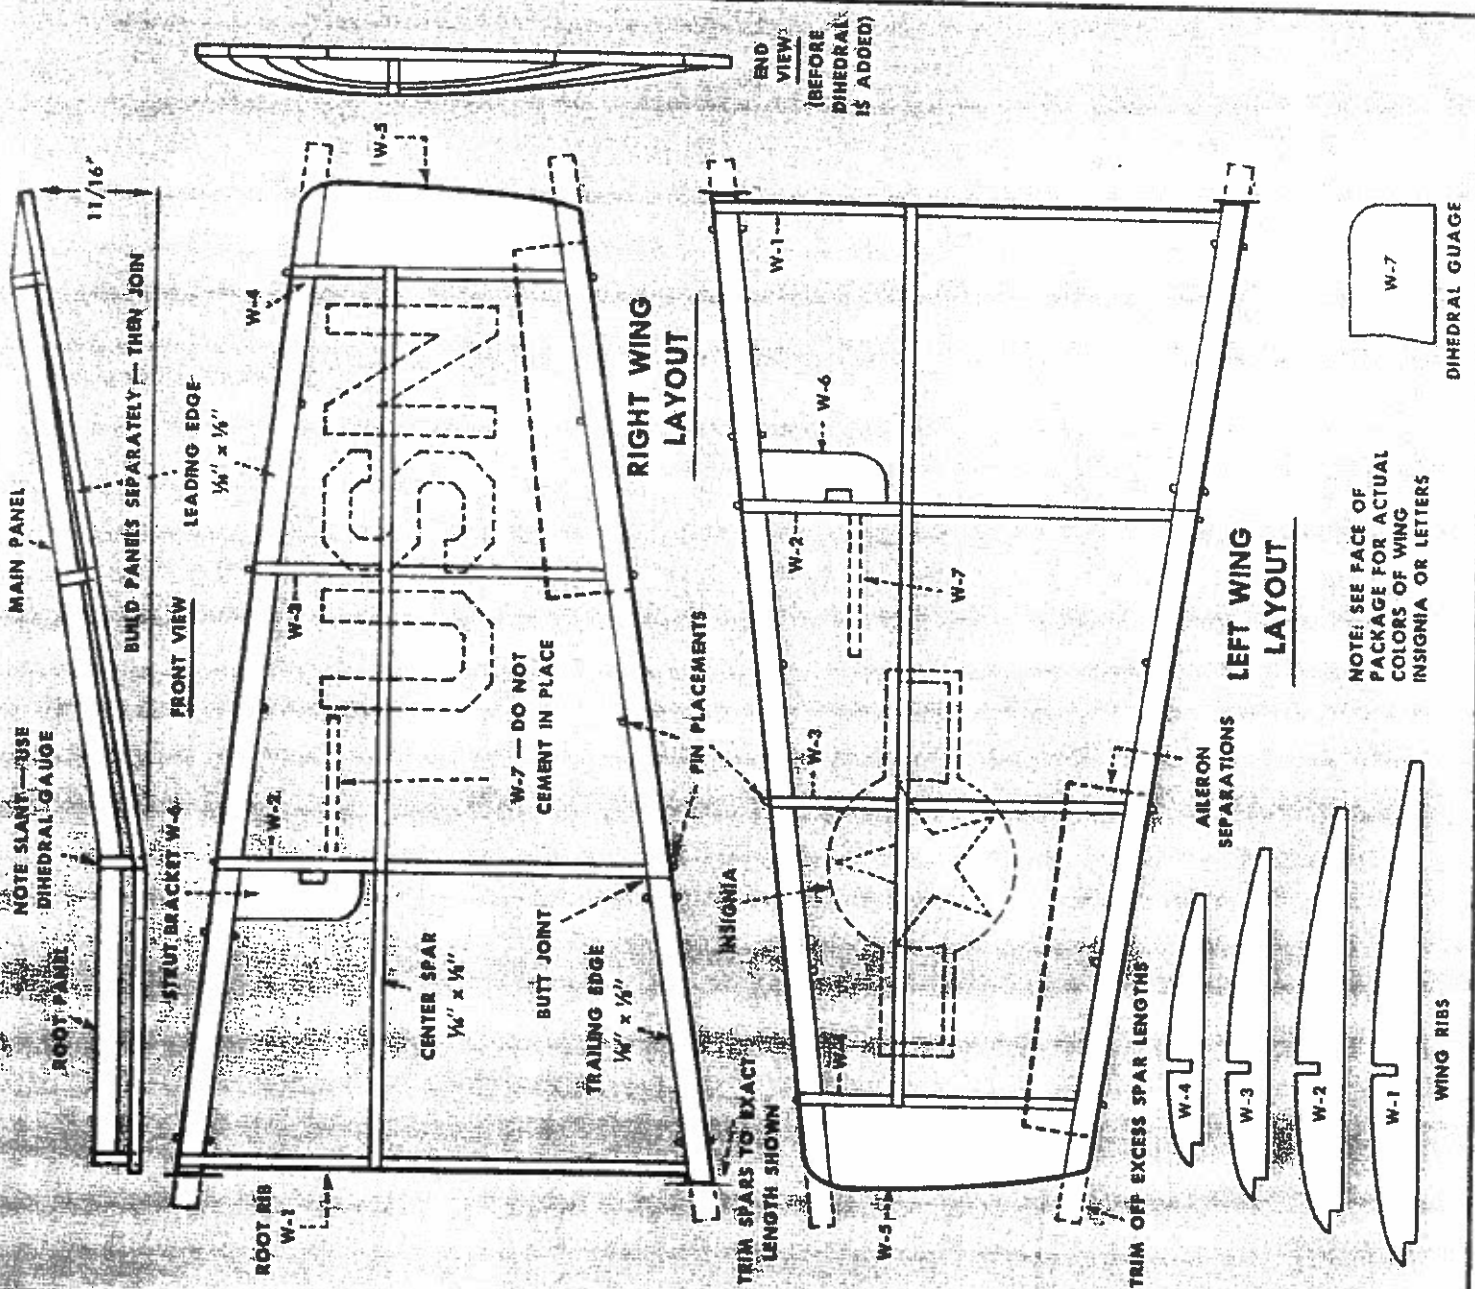 MAIN PANEL
NOTE SLANT—USE
DIHEDRAL GAUGE
ROOT PANEL
11/16"
BUILD PANELS SEPARATELY — THEN JOIN
FRONT VIEW
STRUT BRACKET W-6
LEADING EDGE
1/16" x 1/8"
END
VIEW
(BEFORE
DIHEDRAL
IS ADDED)
W-5
W-4
W-3
W-2
USN
W-7 — DO NOT
CEMENT IN PLACE
ROOT RIB
W-1
CENTER SPAR
1/16" x 1/8"
BUTT JOINT
TRAILING EDGE
1/16" x 1/8"
RIGHT WING
LAYOUT
PIN PLACEMENTS
TRIM SPARS TO EXACT
LENGTH SHOWN
INSIGNIA
W-1
W-6
W-2
W-7
W-3
W-4
W-5
LEFT WING
LAYOUT
AILERON
SEPARATIONS
TRIM OFF EXCESS SPAR LENGTHS
NOTE: SEE FACE OF
PACKAGE FOR ACTUAL
COLORS OF WING
INSIGNIA OR LETTERS
W-4
W-3
W-2
W-1
WING RIBS
W-7
DIHEDRAL GUAGE